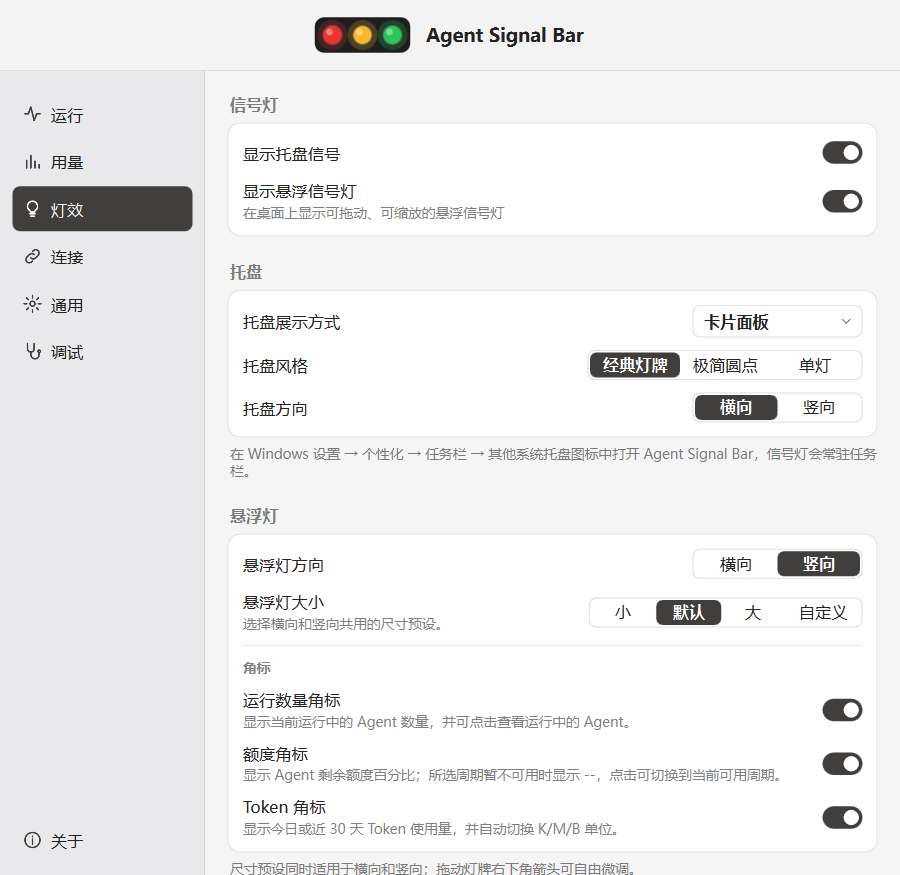 Agent Signal Bar
运行
用量
灯效
连接
通用
调试
关于
信号灯
显示托盘信号
显示悬浮信号灯
在桌面上显示可拖动、可缩放的悬浮信号灯
托盘
托盘展示方式
卡片面板
托盘风格
经典灯牌 极简圆点 单灯
托盘方向
横向 竖向
在 Windows 设置 → 个性化 → 任务栏 → 其他系统托盘图标中打开 Agent Signal Bar，信号灯会常驻任务
栏。
悬浮灯
悬浮灯方向
横向 竖向
悬浮灯大小
选择横向和竖向共用的尺寸预设。
小 默认 大 自定义
角标
运行数量角标
显示当前运行中的 Agent 数量，并可点击查看运行中的 Agent。
额度角标
显示 Agent 剩余额度百分比；所选周期暂不可用时显示 --，点击可切换到当前可用周期。
Token 角标
显示今日或近 30 天 Token 使用量，并自动切换 K/M/B 单位。
尺寸预设同时适用于横向和竖向；拖动灯牌右下角箭头可自由微调。